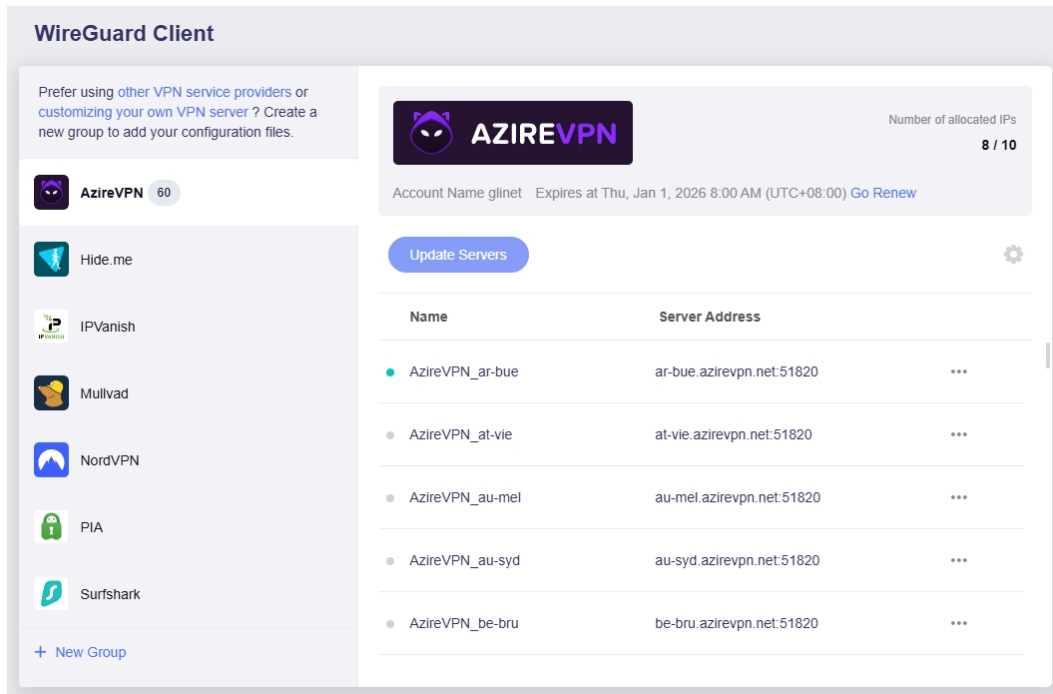 WireGuard Client
Prefer using other VPN service providers or
customizing your own VPN server ? Create a
new group to add your configuration files.
AzireVPN 60
Hide.me
IPVANISH
IPVanish
Mullvad
NordVPN
PIA
Surfshark
+ New Group
AZIREVPN
Number of allocated IPs
8 / 10
Account Name glinet Expires at Thu, Jan 1, 2026 8:00 AM (UTC+08:00) Go Renew
Update Servers
Name Server Address
AzireVPN_ar-bue ar-bue.azirevpn.net:51820
AzireVPN_at-vie at-vie.azirevpn.net:51820
AzireVPN_au-mel au-mel.azirevpn.net:51820
AzireVPN_au-syd au-syd.azirevpn.net:51820
AzireVPN_be-bru be-bru.azirevpn.net:51820